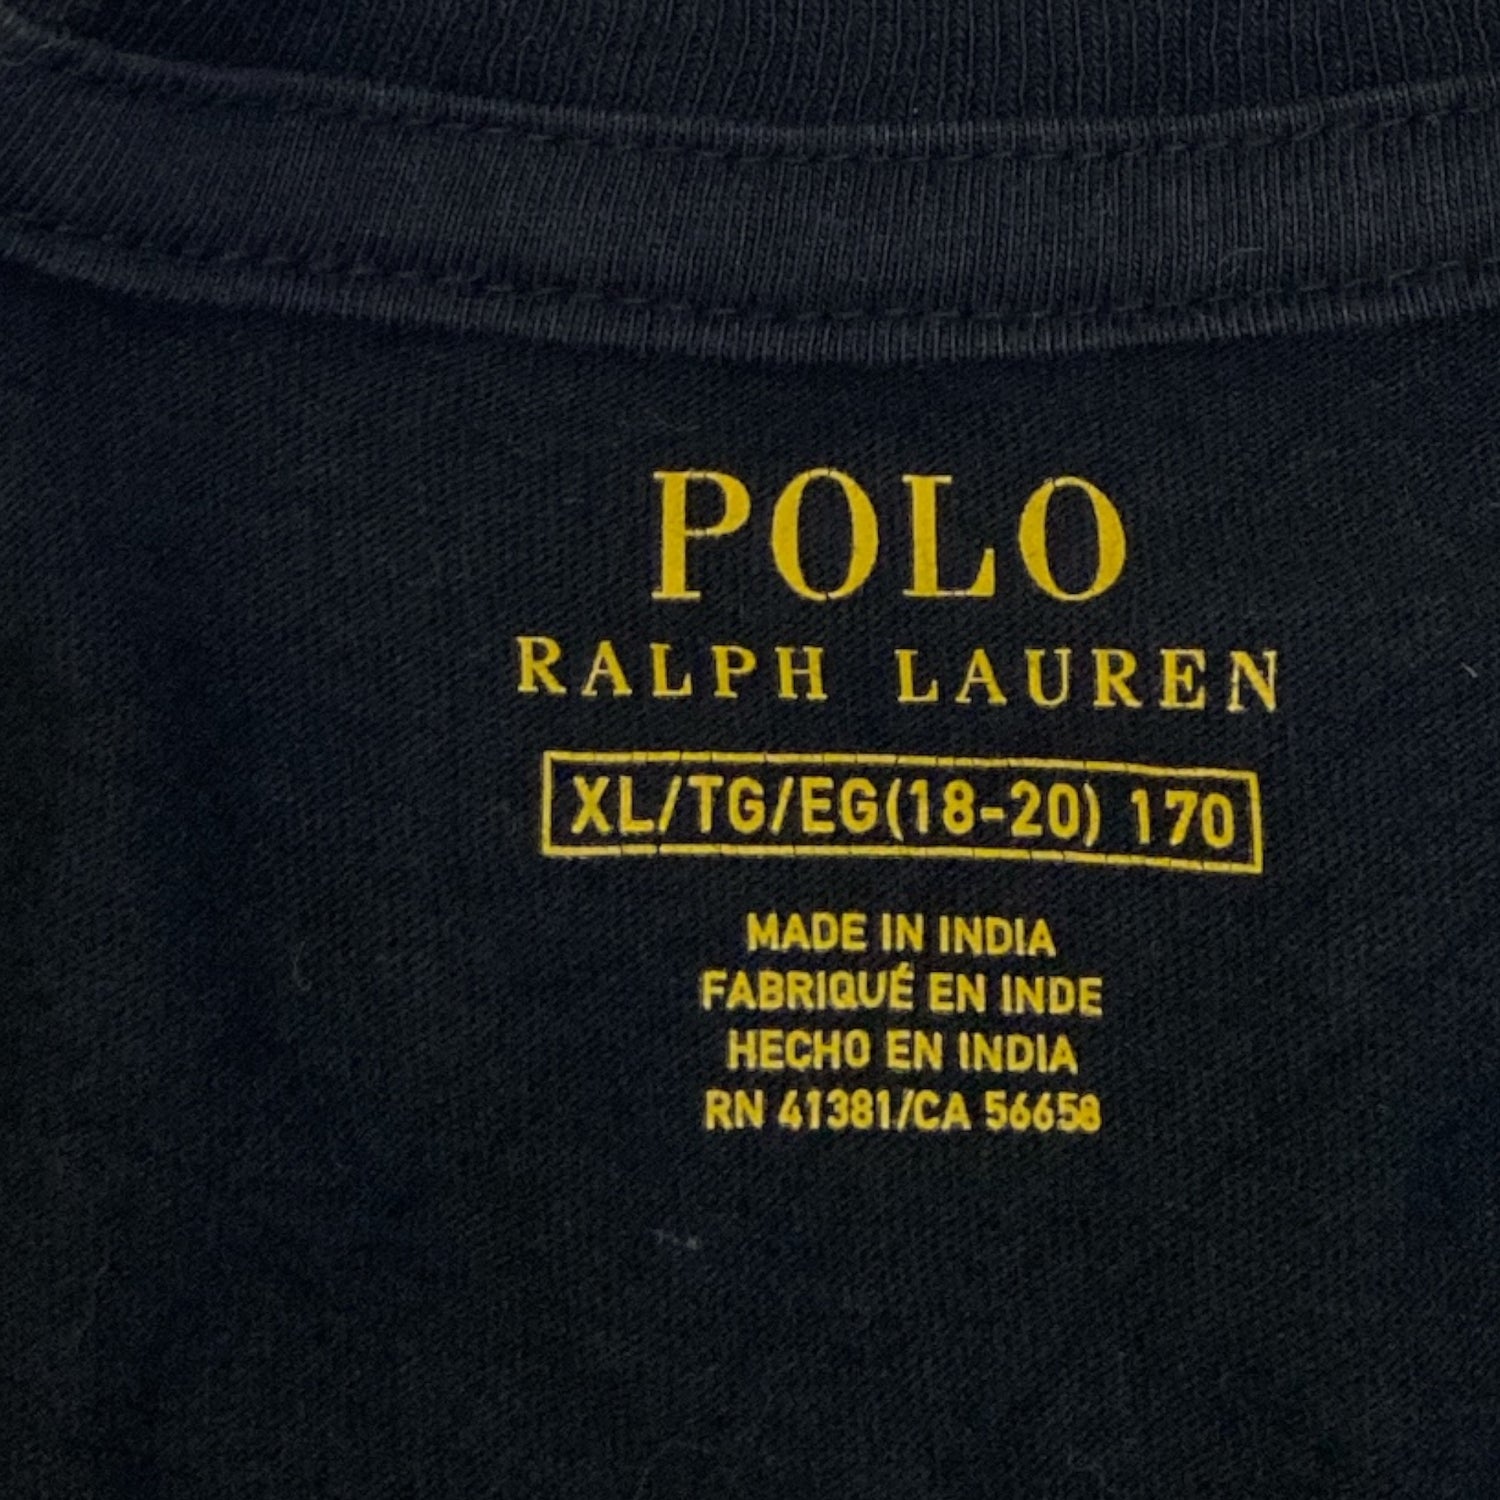 POLO
RALPH LAUREN
XL/TG/EG(18-20) 170
MADE IN INDIA
FABRIQUÉ EN INDE
HECHO EN INDIA
RN 41381/CA 56658